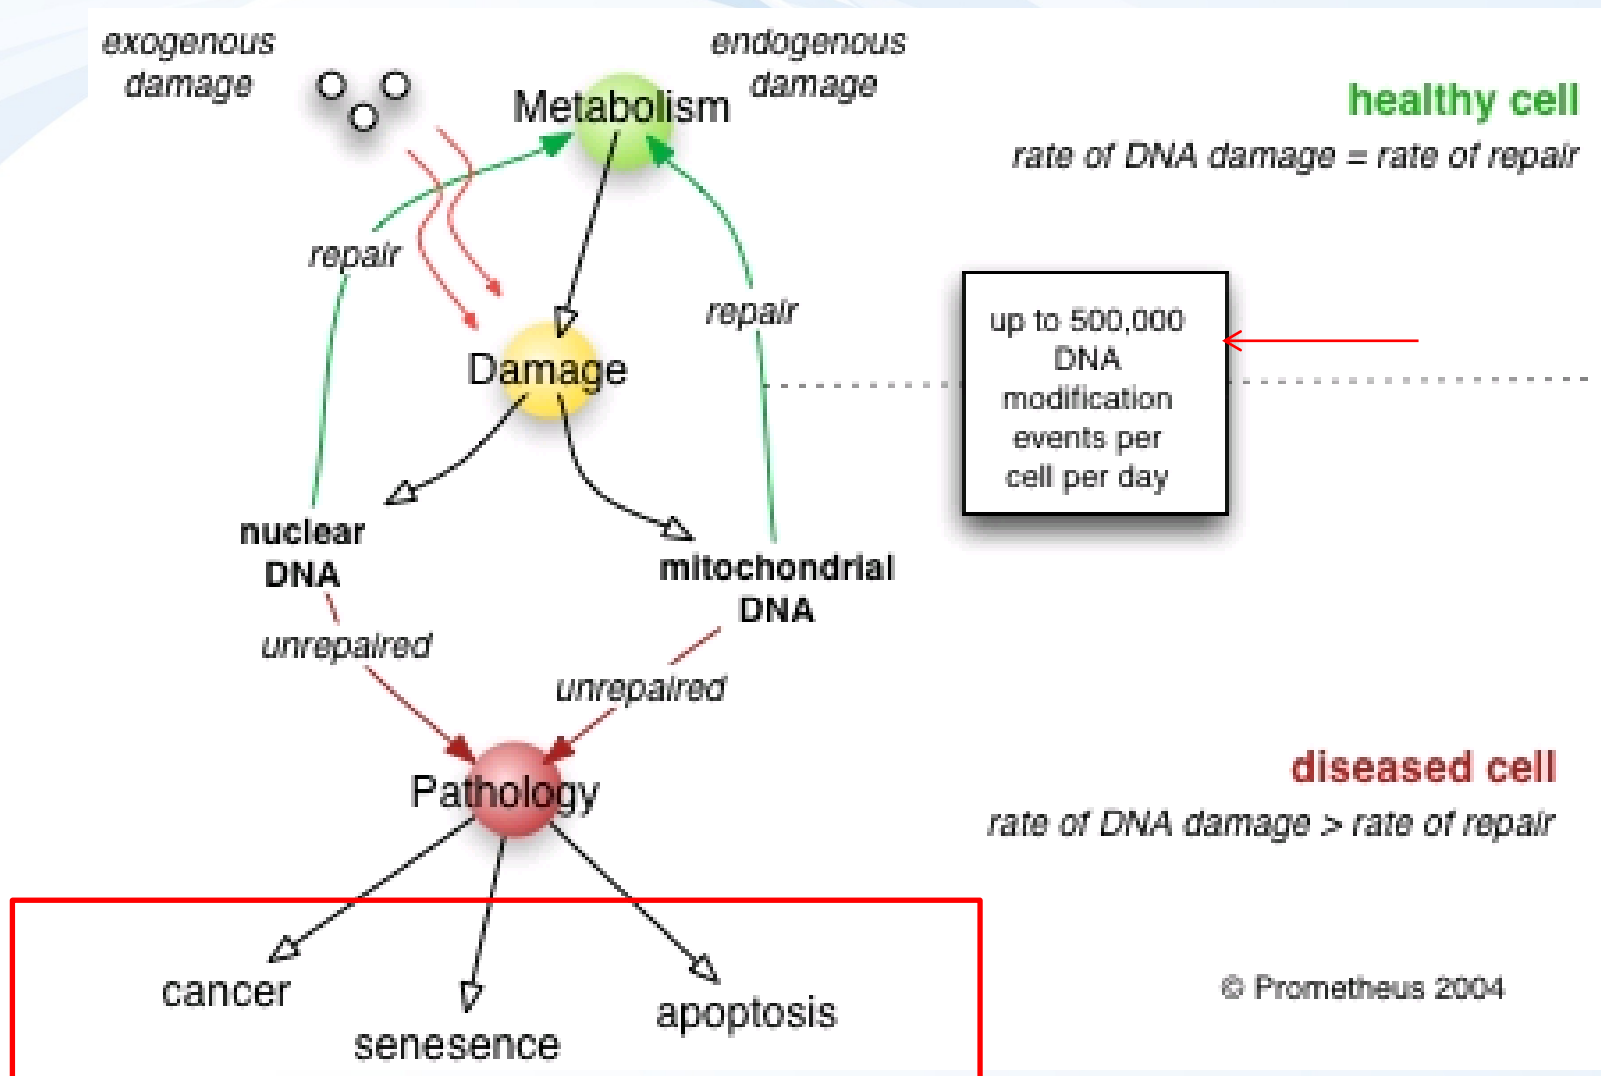 exogenous
damage
endogenous
damage
Metabolism
healthy cell
rate of DNA damage = rate of repair
repair
repair
up to 500,000
DNA
modification
events per
cell per day
Damage
nuclear
DNA
mitochondrial
DNA
unrepaired
unrepaired
Pathology
diseased cell
rate of DNA damage > rate of repair
cancer
senesence
apoptosis
© Prometheus 2004